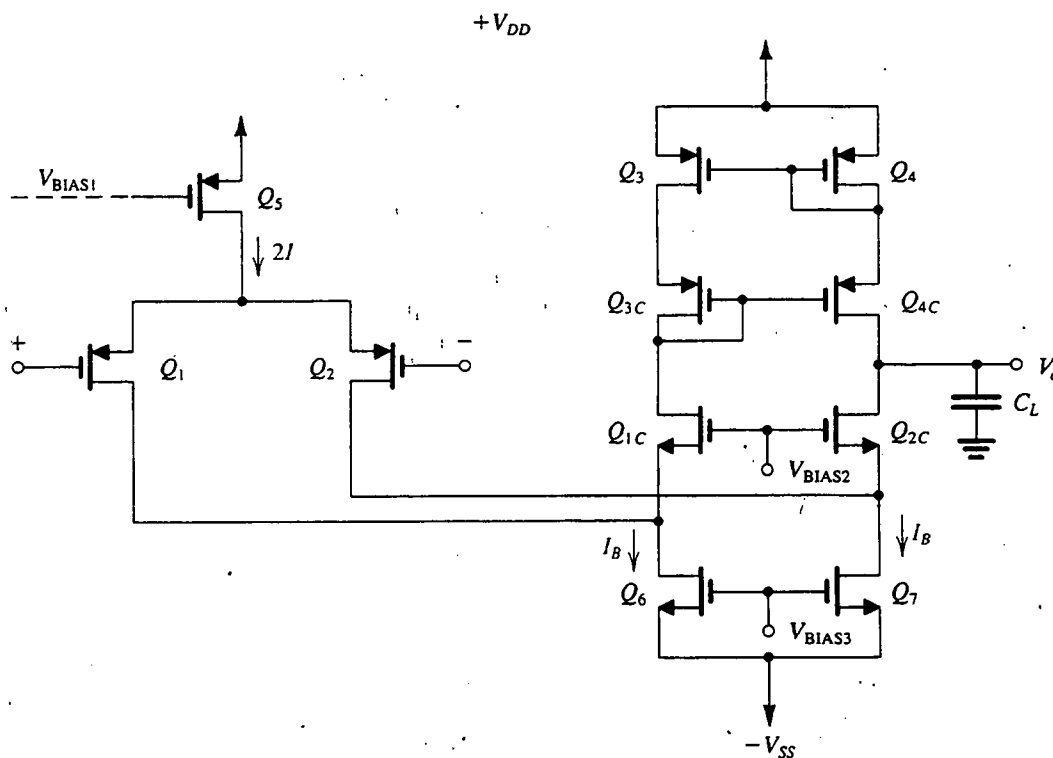 +V_DD
V_BIAS1
Q_5
2I
Q_3
Q_4
Q_3C
Q_4C
+
Q_1
Q_2
−
Q_1C
Q_2C
C_L
V_BIAS2
I_B
I_B
Q_6
Q_7
V_BIAS3
−V_SS